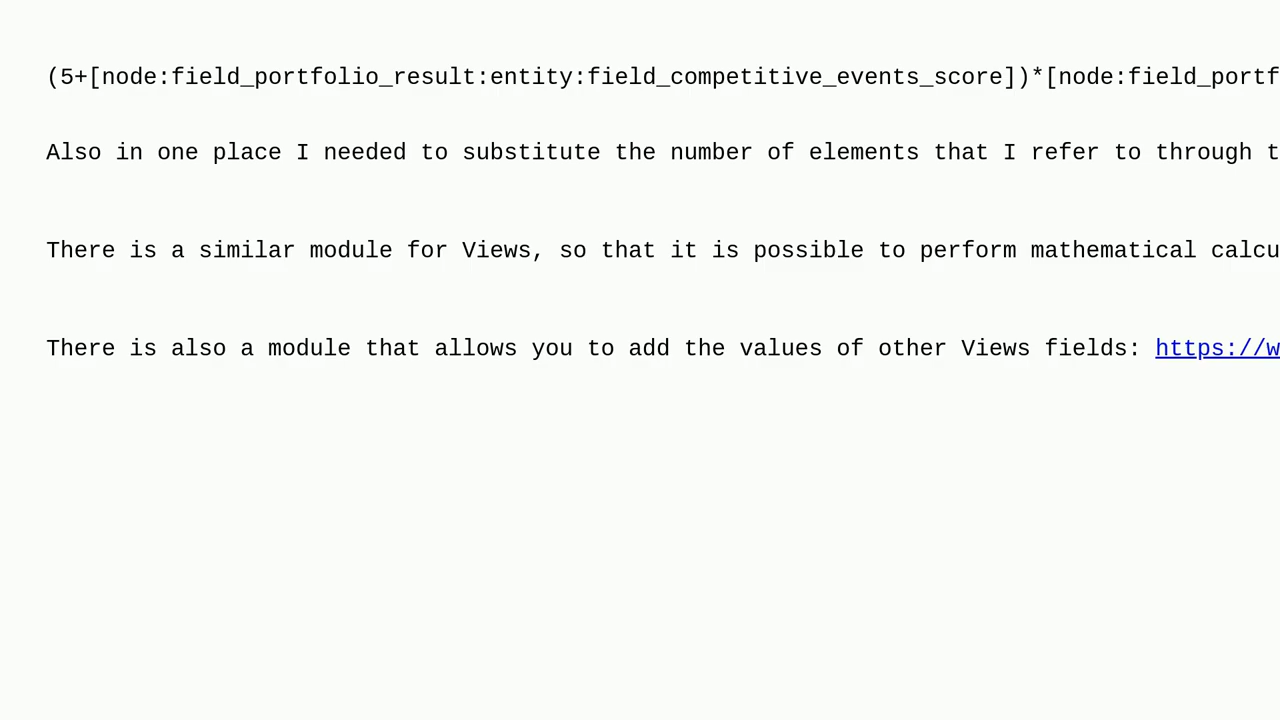 (5+[node:field_portfolio_result:entity:field_competitive_events_score])*[node:field_portf
Also in one place I needed to substitute the number of elements that I refer to through t
There is a similar module for Views, so that it is possible to perform mathematical calcu
There is also a module that allows you to add the values of other Views fields: https://w